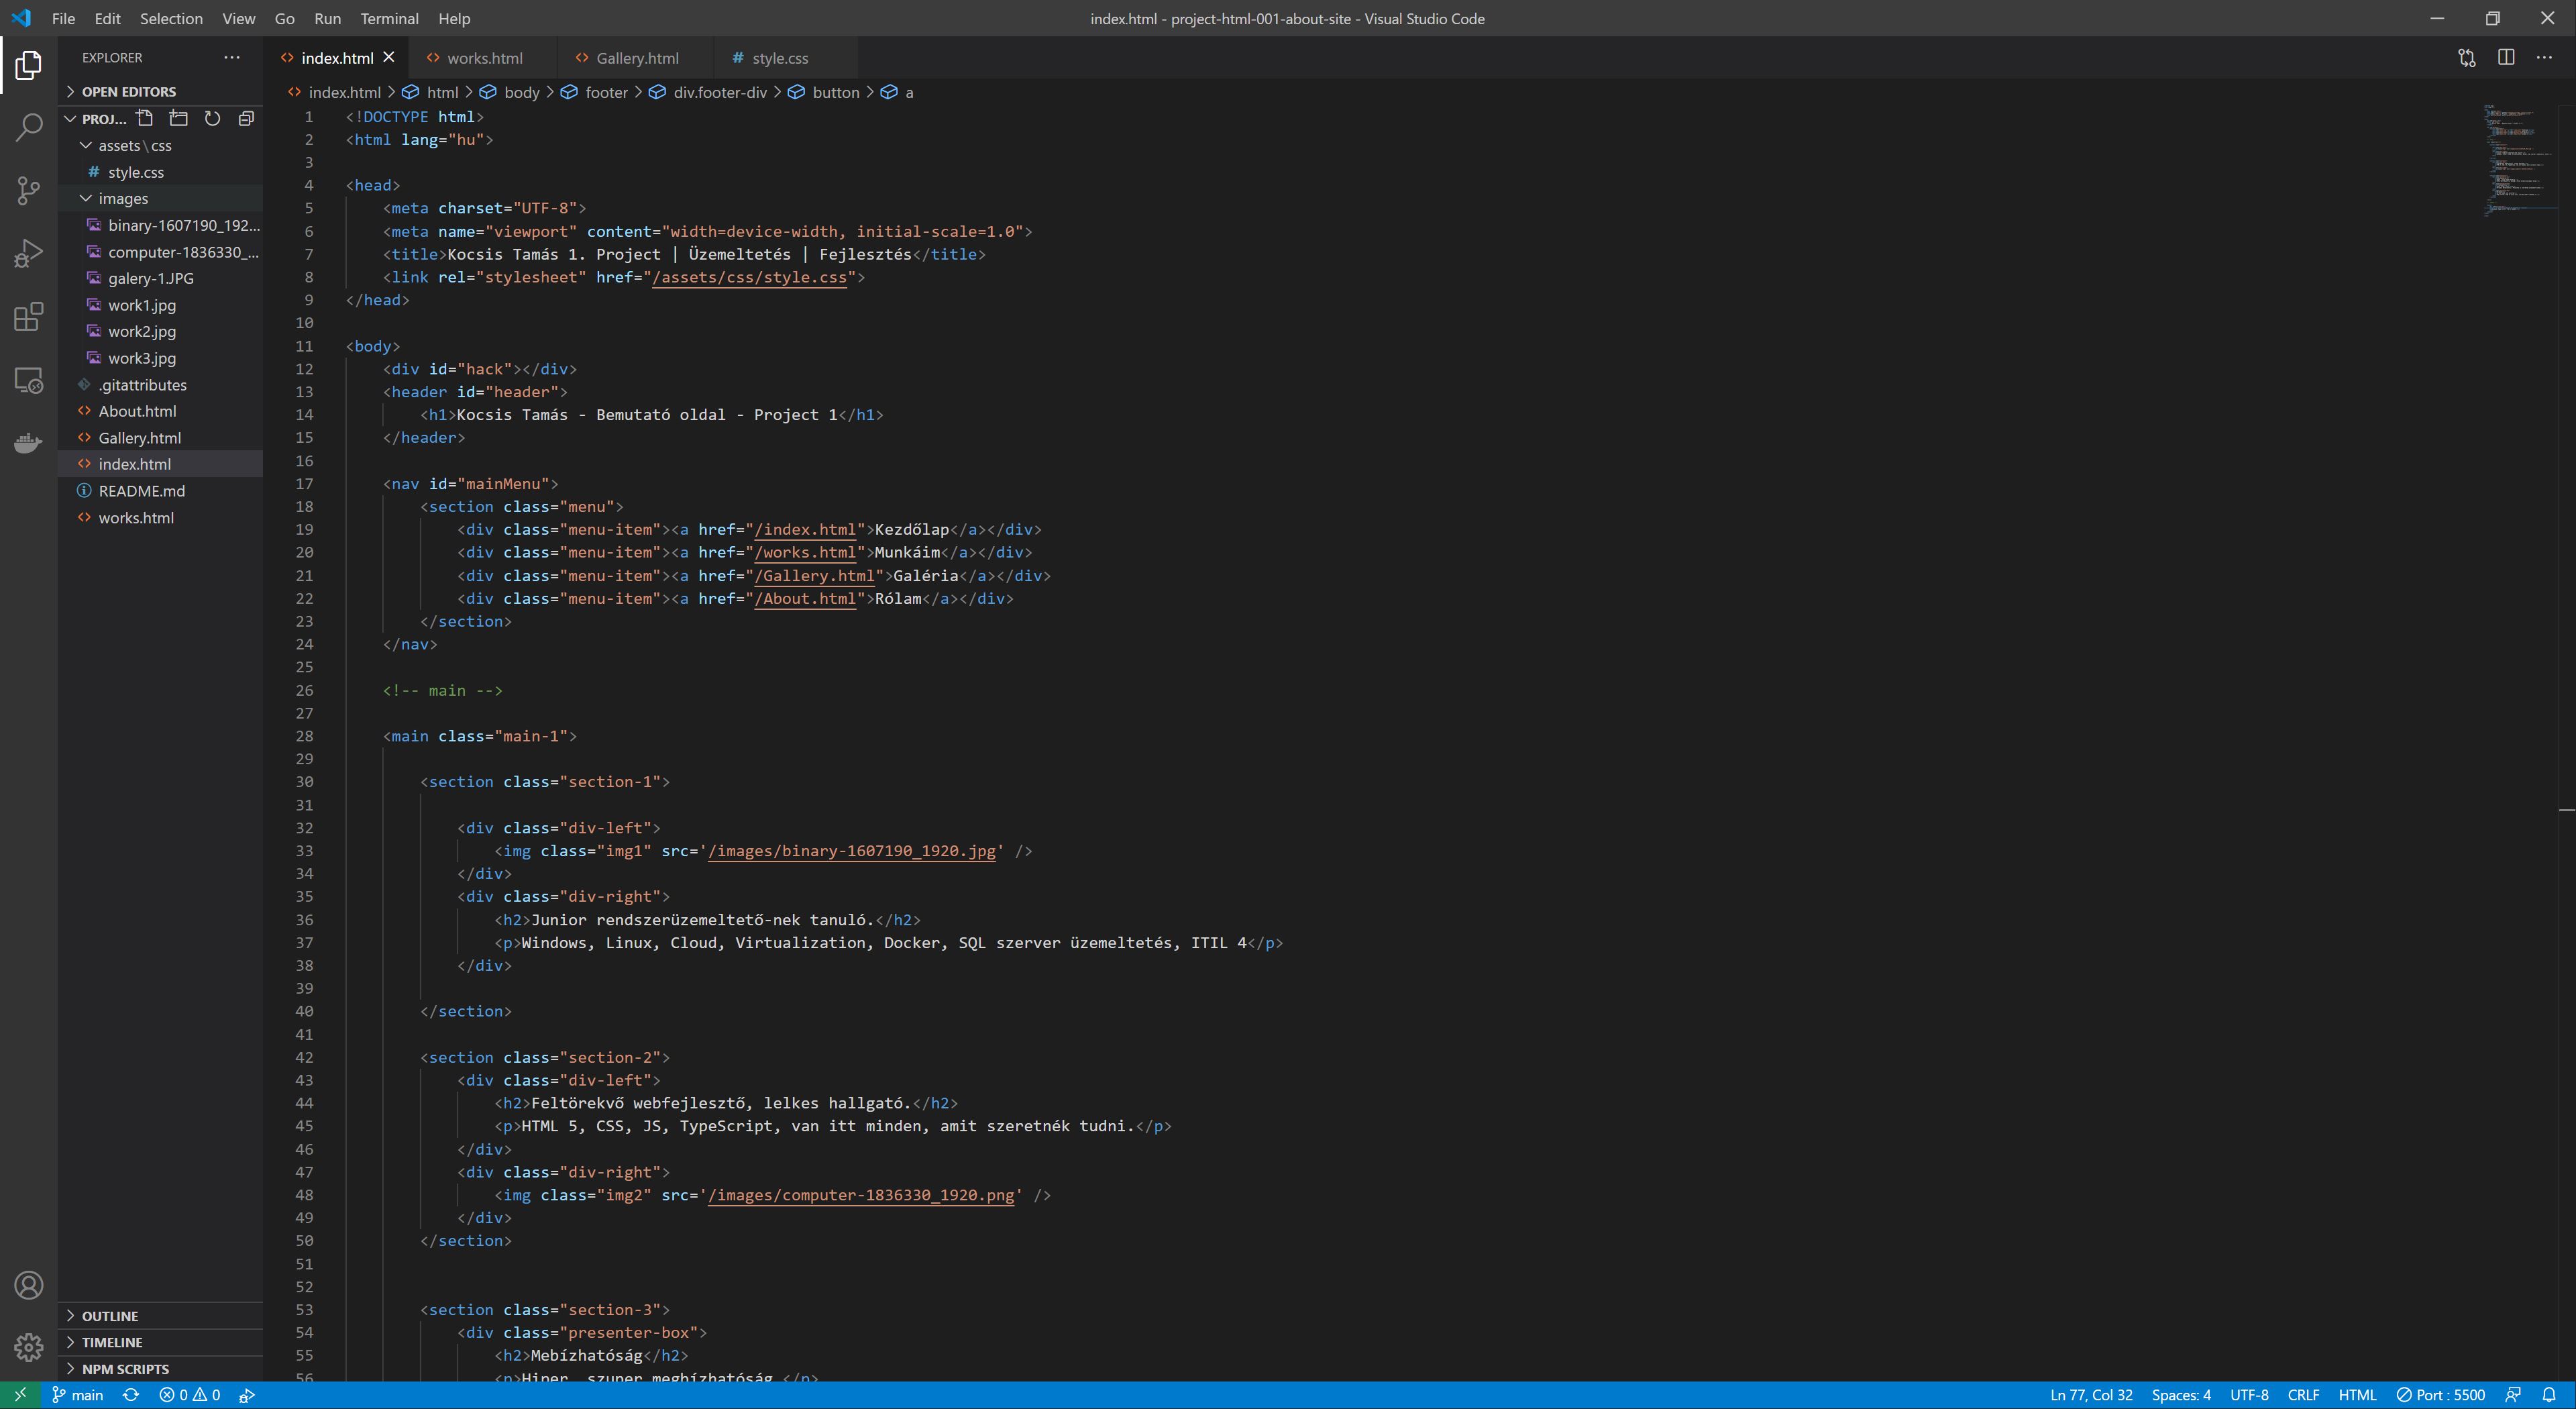 File Edit Selection View Go Run Terminal Help
index.html - project-html-001-about-site - Visual Studio Code
EXPLORER
OPEN EDITORS
PROJ...
assets\css
style.css
images
binary-1607190_192...
computer-1836330_...
galery-1.JPG
work1.jpg
work2.jpg
work3.jpg
.gitattributes
About.html
Gallery.html
index.html
README.md
works.html
OUTLINE
TIMELINE
NPM SCRIPTS
index.html works.html Gallery.html style.css
index.html > html > body > footer > div.footer-div > button > a
1 <!DOCTYPE html>
2 <html lang="hu">
3
4 <head>
5 <meta charset="UTF-8">
6 <meta name="viewport" content="width=device-width, initial-scale=1.0">
7 <title>Kocsis Tamás 1. Project | Üzemeltetés | Fejlesztés</title>
8 <link rel="stylesheet" href="/assets/css/style.css">
9 </head>
10
11 <body>
12 <div id="hack"></div>
13 <header id="header">
14 <h1>Kocsis Tamás - Bemutató oldal - Project 1</h1>
15 </header>
16
17 <nav id="mainMenu">
18 <section class="menu">
19 <div class="menu-item"><a href="/index.html">Kezdőlap</a></div>
20 <div class="menu-item"><a href="/works.html">Munkáim</a></div>
21 <div class="menu-item"><a href="/Gallery.html">Galéria</a></div>
22 <div class="menu-item"><a href="/About.html">Rólam</a></div>
23 </section>
24 </nav>
25
26 <!-- main -->
27
28 <main class="main-1">
29
30 <section class="section-1">
31
32 <div class="div-left">
33 <img class="img1" src='/images/binary-1607190_1920.jpg' />
34 </div>
35 <div class="div-right">
36 <h2>Junior rendszerüzemeltető-nek tanuló.</h2>
37 <p>Windows, Linux, Cloud, Virtualization, Docker, SQL szerver üzemeltetés, ITIL 4</p>
38 </div>
39
40 </section>
41
42 <section class="section-2">
43 <div class="div-left">
44 <h2>Feltörekvő webfejlesztő, lelkes hallgató.</h2>
45 <p>HTML 5, CSS, JS, TypeScript, van itt minden, amit szeretnék tudni.</p>
46 </div>
47 <div class="div-right">
48 <img class="img2" src='/images/computer-1836330_1920.png' />
49 </div>
50 </section>
51
52
53 <section class="section-3">
54 <div class="presenter-box">
55 <h2>Mebízhatóság</h2>
56 <p>Hiper, szuper megbízhatóság.</p>
main 0 0 Ln 77, Col 32 Spaces: 4 UTF-8 CRLF HTML Port : 5500